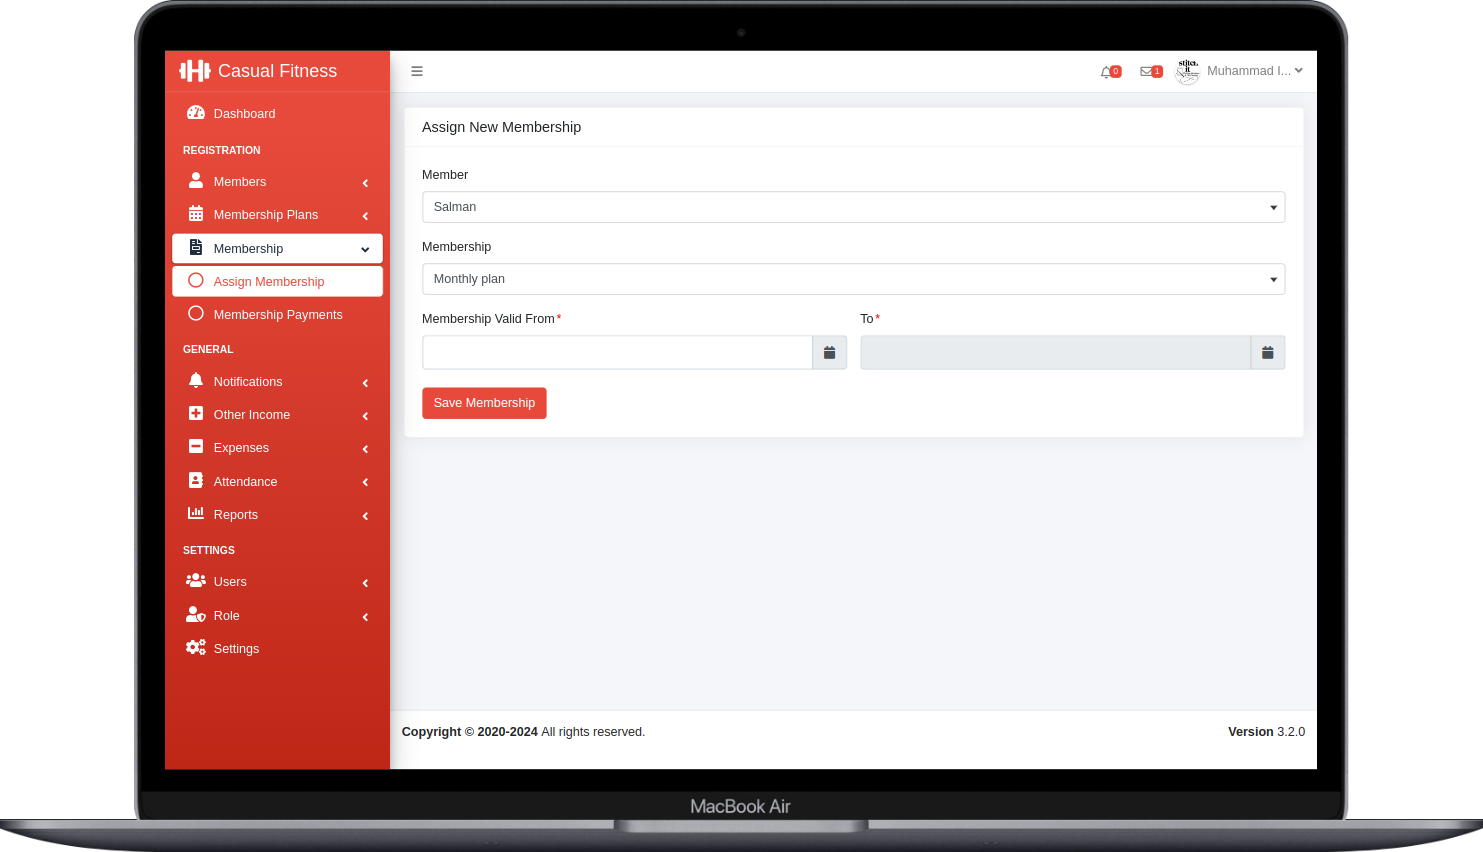 Casual Fitness
0
1
Muhammad I...
Dashboard
REGISTRATION
Members
Membership Plans
Membership
Assign Membership
Membership Payments
GENERAL
Notifications
Other Income
Expenses
Attendance
Reports
SETTINGS
Users
Role
Settings
Assign New Membership
Member
Salman
Membership
Monthly plan
Membership Valid From*
To*
Save Membership
Copyright © 2020-2024 All rights reserved.
Version 3.2.0
MacBook Air